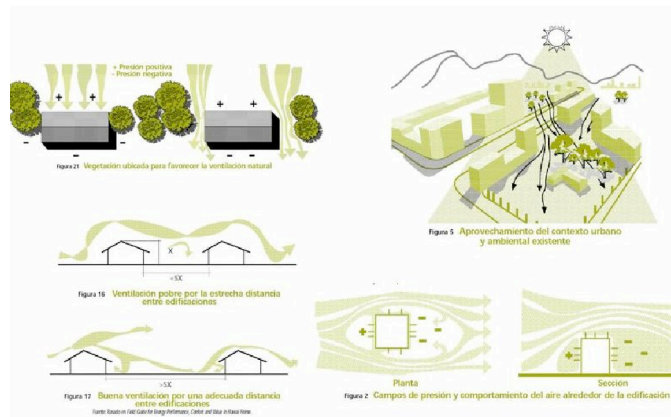 + Presión positiva
- Presión negativa
+ +
+ +
- - -
- -
Figura 21 Vegetación ubicada para favorecer la ventilación natural
Figura 5 Aprovechamiento del contexto urbano
y ambiental existente
X
<5X
Figura 16 Ventilación pobre por la estrecha distancia
entre edificaciones
>5X
Figura 17 Buena ventilación por una adecuada distancia
entre edificaciones
+ - - -
Planta
+ - - -
Sección
Figura 2 Campos de presión y comportamiento del aire alrededor de la edificación